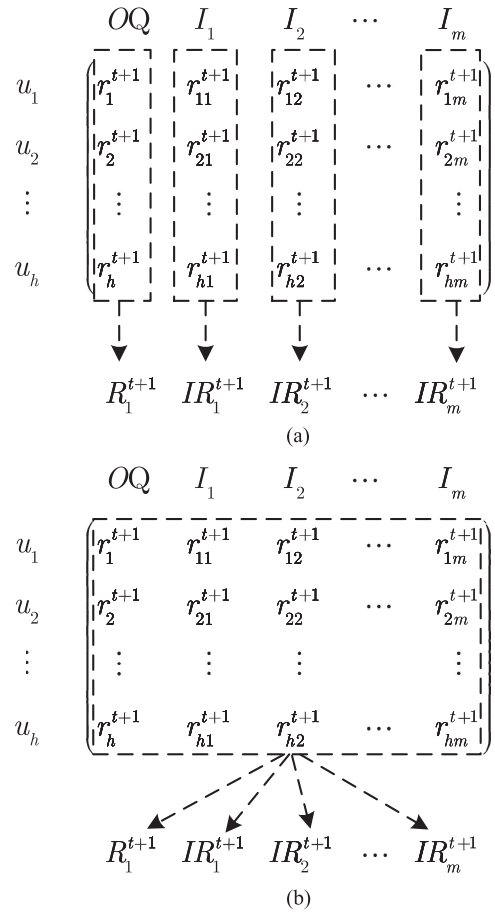 OQ I₁ I₂ ⋯ Iₘ
u₁ r₁ᵗ⁺¹ r₁₁ᵗ⁺¹ r₁₂ᵗ⁺¹ ⋯ r₁ₘᵗ⁺¹
u₂ r₂ᵗ⁺¹ r₂₁ᵗ⁺¹ r₂₂ᵗ⁺¹ ⋯ r₂ₘᵗ⁺¹
⋮ ⋮ ⋮ ⋮ ⋮
uₕ rₕᵗ⁺¹ rₕ₁ᵗ⁺¹ rₕ₂ᵗ⁺¹ ⋯ rₕₘᵗ⁺¹
R₁ᵗ⁺¹ IR₁ᵗ⁺¹ IR₂ᵗ⁺¹ ⋯ IRₘᵗ⁺¹
(a)
OQ I₁ I₂ ⋯ Iₘ
u₁ r₁ᵗ⁺¹ r₁₁ᵗ⁺¹ r₁₂ᵗ⁺¹ ⋯ r₁ₘᵗ⁺¹
u₂ r₂ᵗ⁺¹ r₂₁ᵗ⁺¹ r₂₂ᵗ⁺¹ ⋯ r₂ₘᵗ⁺¹
⋮ ⋮ ⋮ ⋮ ⋮
uₕ rₕᵗ⁺¹ rₕ₁ᵗ⁺¹ rₕ₂ᵗ⁺¹ ⋯ rₕₘᵗ⁺¹
R₁ᵗ⁺¹ IR₁ᵗ⁺¹ IR₂ᵗ⁺¹ ⋯ IRₘᵗ⁺¹
(b)